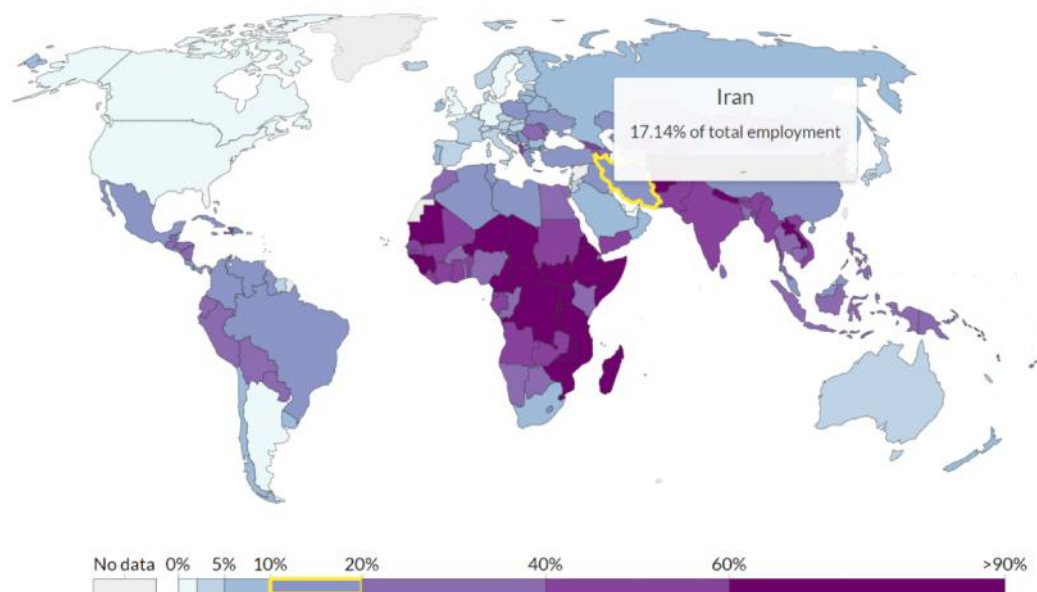 Iran
17.14% of total employment
No data 0% 5% 10% 20% 40% 60% >90%